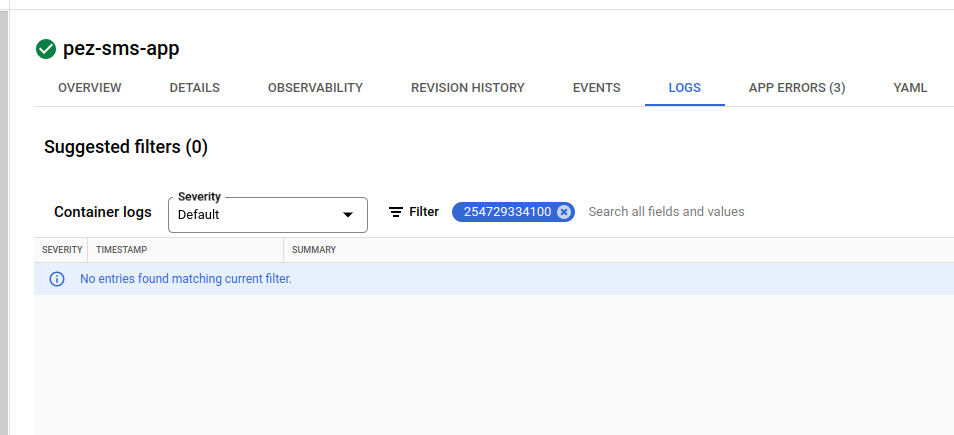 pez-sms-app
OVERVIEW DETAILS OBSERVABILITY REVISION HISTORY EVENTS LOGS APP ERRORS (3) YAML
Suggested filters (0)
Severity
Container logs Default Filter 254729334100 Search all fields and values
SEVERITY TIMESTAMP SUMMARY
No entries found matching current filter.